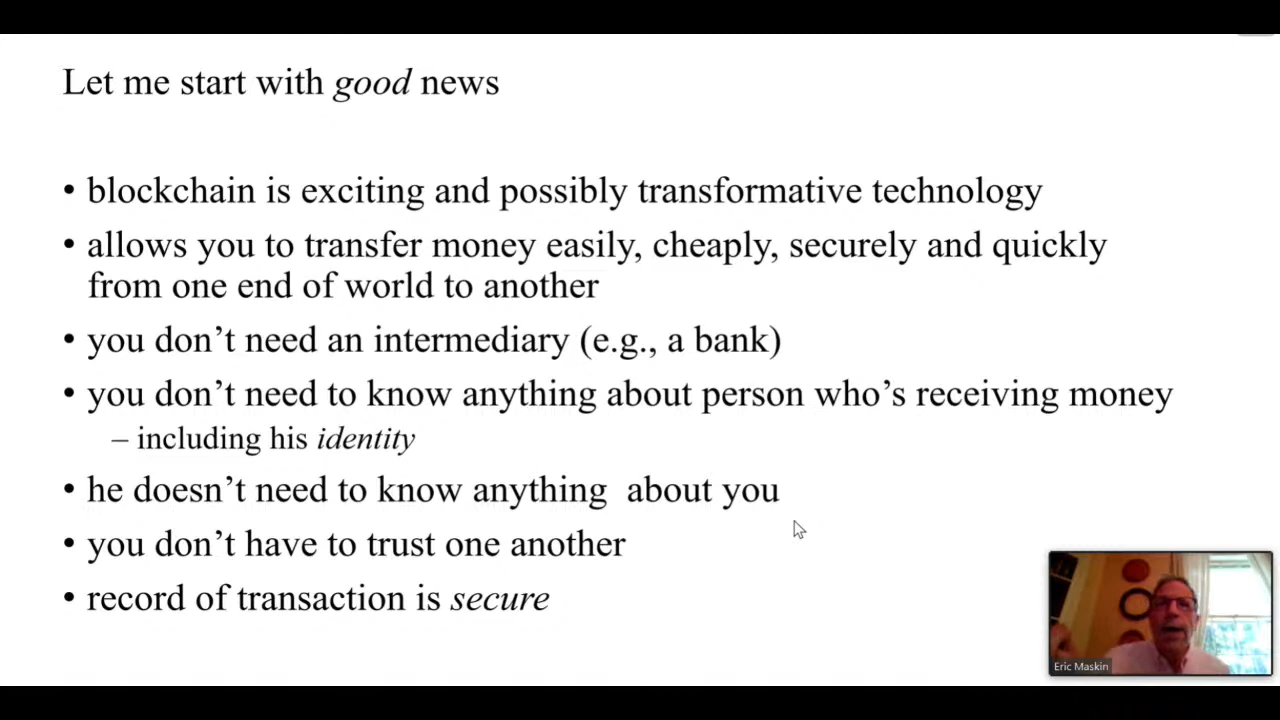 Let me start with good news
• blockchain is exciting and possibly transformative technology
• allows you to transfer money easily, cheaply, securely and quickly
from one end of world to another
• you don’t need an intermediary (e.g., a bank)
• you don’t need to know anything about person who’s receiving money
– including his identity
• he doesn’t need to know anything  about you
• you don’t have to trust one another
• record of transaction is secure
Eric Maskin